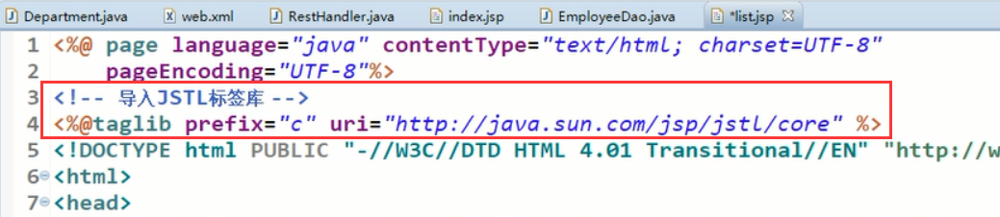 Department.java web.xml RestHandler.java index.jsp EmployeeDao.java *list.jsp
1 <%@ page language="java" contentType="text/html; charset=UTF-8"
2 pageEncoding="UTF-8"%>
3 <!-- 导入JSTL标签库 -->
4 <%@taglib prefix="c" uri="http://java.sun.com/jsp/jstl/core" %>
5 <!DOCTYPE html PUBLIC "-//W3C//DTD HTML 4.01 Transitional//EN" "http://w
6 <html>
7 <head>